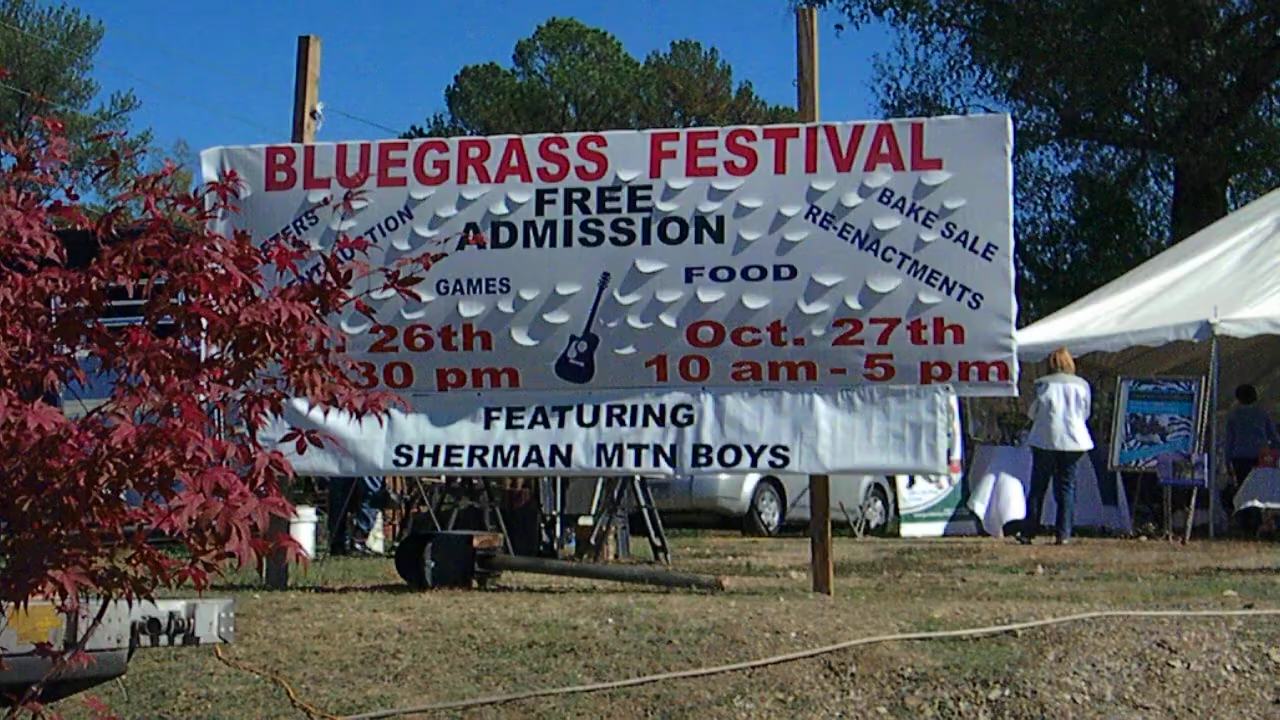 BLUEGRASS FESTIVAL
FREE
ADMISSION
BAKE SALE
RE-ENACTMENTS
GAMES
FOOD
26th
Oct. 27th
30 pm
10 am - 5 pm
FEATURING
SHERMAN MTN BOYS